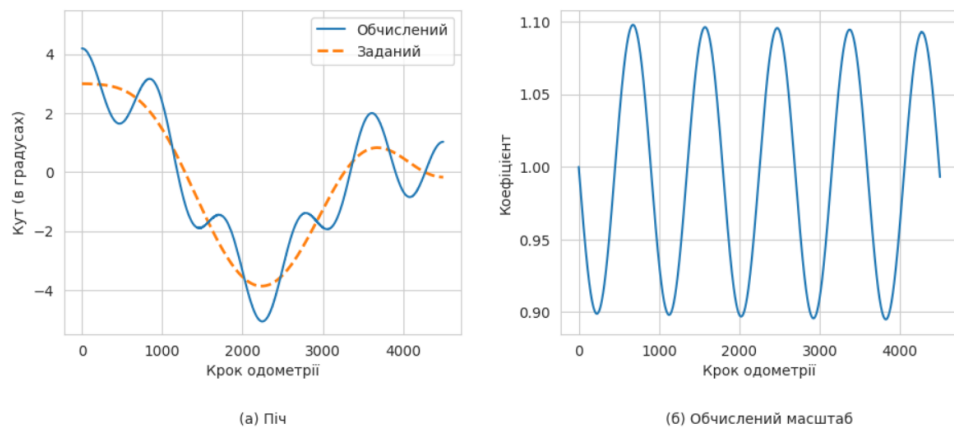 Обчислений
Заданий
Кут (в градусах)
4
2
0
−2
−4
0 1000 2000 3000 4000
Крок одометрії
(а) Піч
Коефіцієнт
1.10
1.05
1.00
0.95
0.90
0 1000 2000 3000 4000
Крок одометрії
(б) Обчислений масштаб